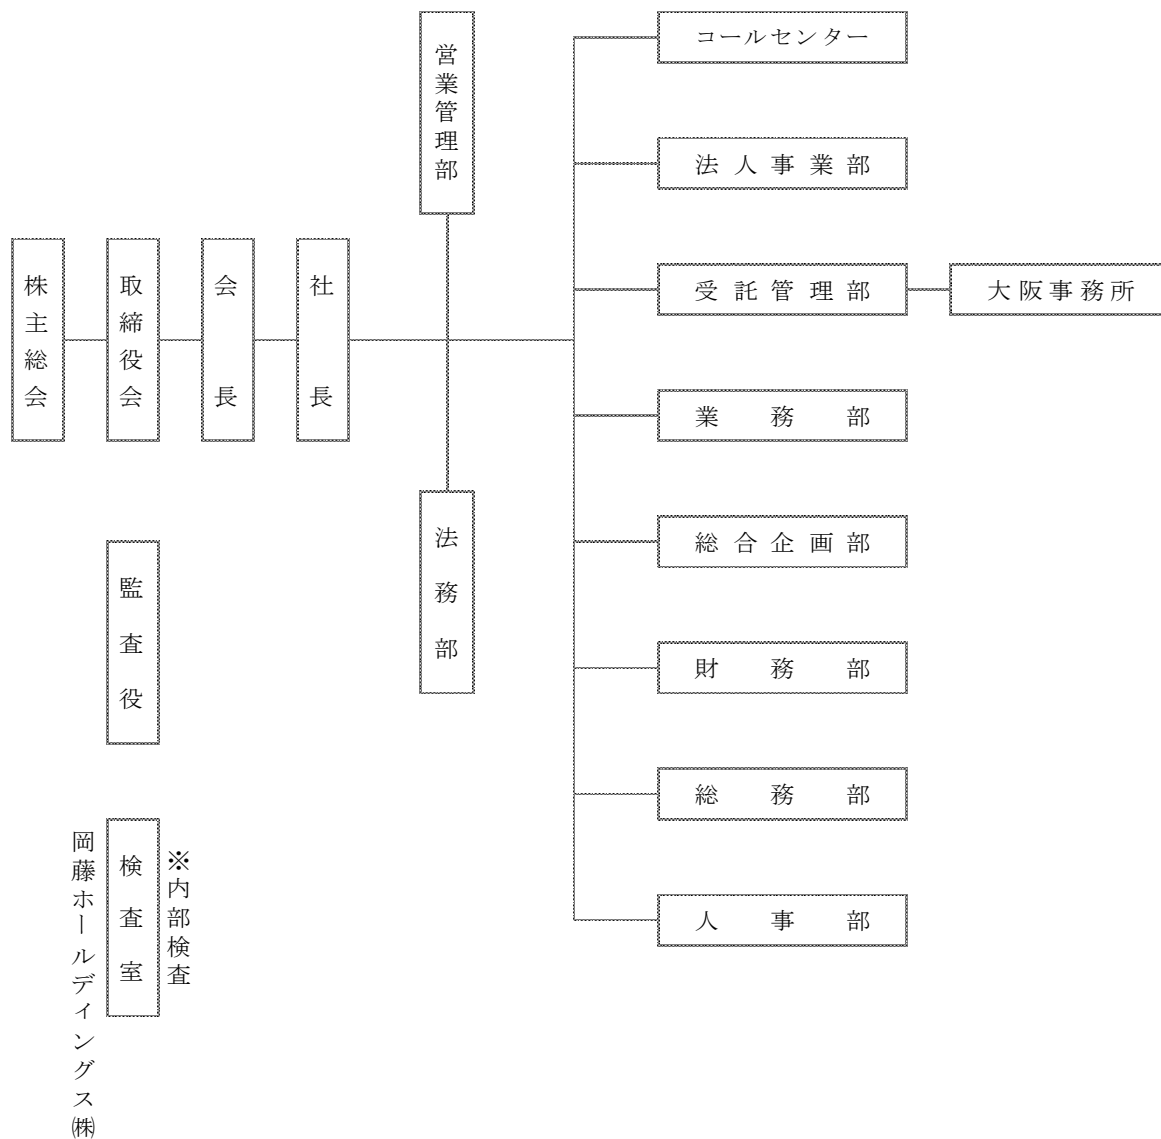 株主総会
取締役会
会長
社長
営業管理部
法務部
コールセンター
法人事業部
受託管理部
大阪事務所
業務部
総合企画部
財務部
総務部
人事部
監査役
岡藤ホールディングス㈱
検査室
※内部検査